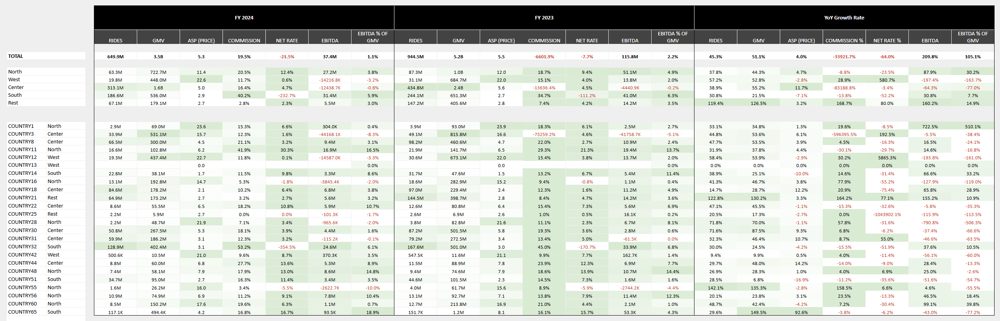 FY 2024 FY 2023 YoY Growth Rate
RIDES GMV ASP (PRICE) COMMISSION NET RATE EBITDA EBITDA % OF GMV RIDES GMV ASP (PRICE) COMMISSION NET RATE EBITDA EBITDA % OF GMV RIDES GMV ASP (PRICE) COMMISSION % NET RATE % EBITDA EBITDA % OF GMV
TOTAL 649.9M 3.5B 5.3 19.5% -21.5% 37.4M 1.1% 944.5M 5.2B 5.5 -6601.9% -7.7% 115.8M 2.2% 45.3% 51.1% 4.0% -33921.7% -64.0% 209.8% 105.1%
North 63.3M 722.7M 11.4 20.5% 12.4% 27.2M 3.8% 87.3M 1.0B 12.0 18.7% 9.4% 51.1M 4.9% 37.8% 44.3% 4.7% -8.8% -23.5% 87.9% 30.2%
West 19.8M 448.0M 22.6 11.7% 0.6% -14216.8K -3.2% 31.1M 684.7M 22.0 15.1% 4.0% 13.8M 2.0% 57.2% 52.8% -2.8% 28.9% 580.7% -197.4% -163.7%
Center 313.1M 1.6B 5.0 16.4% 4.7% -12438.7K -0.8% 434.8M 2.4B 5.6 -13636.4% 4.5% -4440.9K -0.2% 38.9% 55.2% 11.7% -83188.8% -3.4% -64.3% -77.0%
South 186.6M 536.0M 2.9 40.2% -232.7% 31.4M 5.9% 244.1M 651.3M 2.7 34.7% -111.2% 41.0M 6.3% 30.8% 21.5% -7.1% -13.8% -52.2% 30.8% 7.7%
Rest 67.1M 179.1M 2.7 2.8% 2.3% 5.5M 3.0% 147.2M 405.6M 2.8 7.4% 4.2% 14.2M 3.5% 119.4% 126.5% 3.2% 168.7% 80.0% 160.2% 14.9%
COUNTRY1 North 2.9M 69.0M 23.6 15.3% 6.6% 304.0K 0.4% 3.9M 93.0M 23.9 18.3% 6.1% 2.5M 2.7% 33.1% 34.8% 1.3% 19.6% -8.5% 722.5% 510.1%
COUNTRY3 Center 33.9M 531.1M 15.7 12.3% 1.6% -44168.1K -8.3% 49.1M 815.8M 16.6 -73259.2% 4.6% -41758.7K -5.1% 44.8% 53.6% 6.1% -596395.5% 192.5% -5.5% -38.4%
COUNTRY8 Center 66.5M 300.0M 4.5 21.1% 3.2% 9.4M 3.1% 98.2M 460.6M 4.7 22.0% 2.7% 10.9M 2.4% 47.7% 53.5% 3.9% 4.5% -16.3% 16.5% -24.1%
COUNTRY11 North 16.6M 102.8M 6.2 41.9% 30.3% 16.9M 16.5% 21.9M 141.7M 6.5 29.3% 21.3% 19.4M 13.7% 31.9% 37.8% 4.4% -30.1% -29.7% 14.6% -16.8%
COUNTRY12 West 19.3M 437.4M 22.7 11.8% 0.1% -14587.0K -3.3% 30.6M 673.1M 22.0 15.4% 3.8% 13.7M 2.0% 58.4% 53.9% -2.9% 30.2% 5865.3% -193.8% -161.0%
COUNTRY13 West 0.0 0.0% 0.0 0.0% 0.0% 0.0% 0.0% 0.0% 0.0% 0.0% 0.0%
COUNTRY14 South 22.8M 38.1M 1.7 11.5% 9.8% 3.3M 8.6% 31.7M 47.6M 1.5 13.2% 6.7% 5.4M 11.4% 38.9% 25.1% -10.0% 14.6% -31.4% 66.6% 33.2%
COUNTRY16 North 13.1M 192.8M 14.7 5.3% -1.8% -3845.4K -2.0% 18.6M 282.9M 15.2 9.4% -0.8% 1.1M 0.4% 41.3% 46.7% 3.8% 77.9% -55.2% -127.9% -119.0%
COUNTRY18 Center 84.6M 178.2M 2.1 10.2% 6.4% 6.8M 3.8% 97.0M 229.4M 2.4 12.3% 1.6% 11.2M 4.9% 14.7% 28.7% 12.2% 20.9% -75.4% 65.8% 28.9%
COUNTRY21 Rest 64.9M 173.2M 2.7 3.2% 2.7% 5.6M 3.2% 144.5M 398.7M 2.8 8.4% 4.7% 14.2M 3.6% 122.8% 130.2% 3.3% 164.2% 77.1% 155.2% 10.9%
COUNTRY22 Center 8.6M 55.5M 6.5 18.2% 10.8% 5.9M 10.7% 12.6M 80.8M 6.4 15.4% 7.3% 5.6M 6.9% 47.1% 45.5% -1.1% -15.3% -32.6% -5.8% -35.3%
COUNTRY25 Rest 2.2M 5.9M 2.7 0.0% 0.0% -101.3K -1.7% 2.6M 6.9M 2.6 1.0% 0.5% 16.1K 0.2% 20.5% 17.3% -2.7% 0.0% -1043902.1% -115.9% -113.5%
COUNTRY28 North 2.2M 48.7M 21.9 7.1% 3.4% -965.6K -2.0% 3.8M 82.8M 21.6 11.1% 2.3% 6.7M 8.1% 71.8% 70.0% -1.1% 57.8% -31.6% -790.8% -506.3%
COUNTRY30 Center 50.8M 267.5M 5.3 18.1% 3.9% 4.4M 1.6% 87.2M 501.5M 5.8 19.3% 3.6% 2.8M 0.6% 71.6% 87.5% 9.3% 6.8% -6.2% -37.4% -66.6%
COUNTRY31 Center 59.9M 186.2M 3.1 12.3% 3.2% -115.2K -0.1% 79.2M 272.5M 3.4 13.4% 5.0% -61.5K 0.0% 32.3% 46.4% 10.7% 8.7% 55.0% -46.6% -63.5%
COUNTRY32 South 128.9M 402.4M 3.1 53.2% -354.5% 24.6M 6.1% 167.6M 501.0M 3.0 45.0% -170.7% 33.9M 6.8% 30.0% 24.5% -4.2% -15.5% -51.9% 37.6% 10.5%
COUNTRY42 West 500.6K 10.5M 21.0 9.6% 8.7% 370.3K 3.5% 547.5K 11.6M 21.1 9.9% 7.7% 162.7K 1.4% 9.4% 9.9% 0.5% 4.0% -11.4% -56.1% -60.0%
COUNTRY44 Center 8.8M 60.0M 6.8 27.7% 13.6% 5.3M 8.9% 11.5M 88.9M 7.8 23.9% 12.3% 6.9M 7.7% 29.7% 48.0% 14.2% -14.0% -9.0% 28.4% -13.3%
COUNTRY48 North 7.4M 58.1M 7.9 17.9% 13.0% 8.6M 14.8% 9.4M 74.6M 7.9 18.6% 13.9% 10.7M 14.4% 26.9% 28.3% 1.0% 4.0% 6.9% 25.0% -2.6%
COUNTRY51 South 34.7M 95.0M 2.7 16.3% 11.4% 3.4M 3.5% 44.6M 101.5M 2.3 14.5% 7.3% 1.6M 1.6% 28.5% 6.8% -16.9% -11.2% -35.6% -51.6% -54.7%
COUNTRY55 North 1.6M 26.2M 16.0 3.4% -5.5% -2622.7K -10.0% 4.0M 61.7M 15.6 8.9% -5.9% -2744.2K -4.4% 142.1% 135.3% -2.8% 158.5% 6.6% 4.6% -55.5%
COUNTRY56 North 10.9M 74.9M 6.9 11.2% 9.1% 7.8M 10.4% 13.1M 92.7M 7.1 13.8% 7.9% 11.4M 12.3% 20.1% 23.8% 3.1% 23.5% -13.3% 46.5% 18.4%
COUNTRY60 North 8.5M 150.2M 17.6 19.6% 6.3% 1.1M 0.7% 12.7M 213.8M 16.9 21.0% 4.4% 2.1M 1.0% 48.7% 42.4% -4.2% 7.2% -30.4% 99.1% 39.8%
COUNTRY65 South 117.1K 494.4K 4.2 16.8% 16.7% 93.5K 18.9% 151.7K 1.2M 8.1 16.1% 15.7% 53.3K 4.3% 29.6% 149.5% 92.6% -3.8% -6.2% -43.0% -77.2%